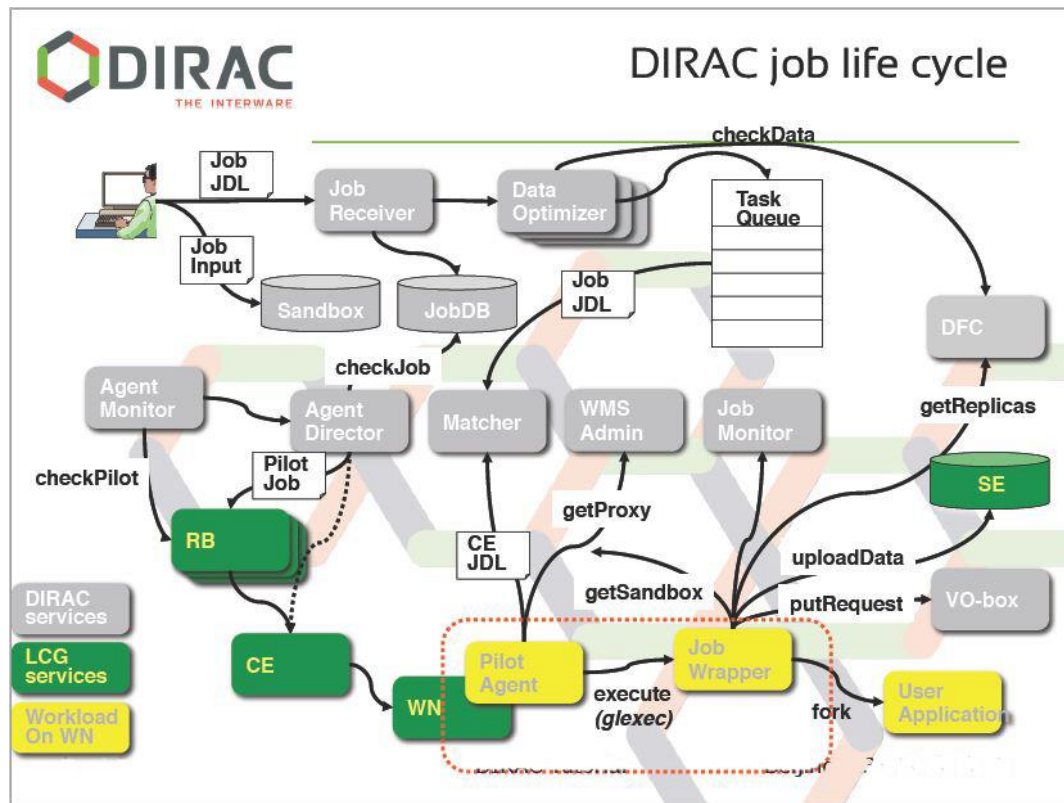 DIRAC
THE INTERWARE
DIRAC job life cycle
checkData
Job
JDL
Job
Receiver
Data
Optimizer
Task
Queue
Job
Input
Job
JDL
Sandbox
JobDB
DFC
checkJob
Agent
Monitor
Agent
Director
Matcher
WMS
Admin
Job
Monitor
getReplicas
checkPilot
Pilot
Job
SE
getProxy
RB
CE
JDL
uploadData
getSandbox
putRequest
VO-box
DIRAC
services
LCG
services
Workload
On WN
CE
Pilot
Agent
Job
Wrapper
WN
execute
(glexec)
fork
User
Application